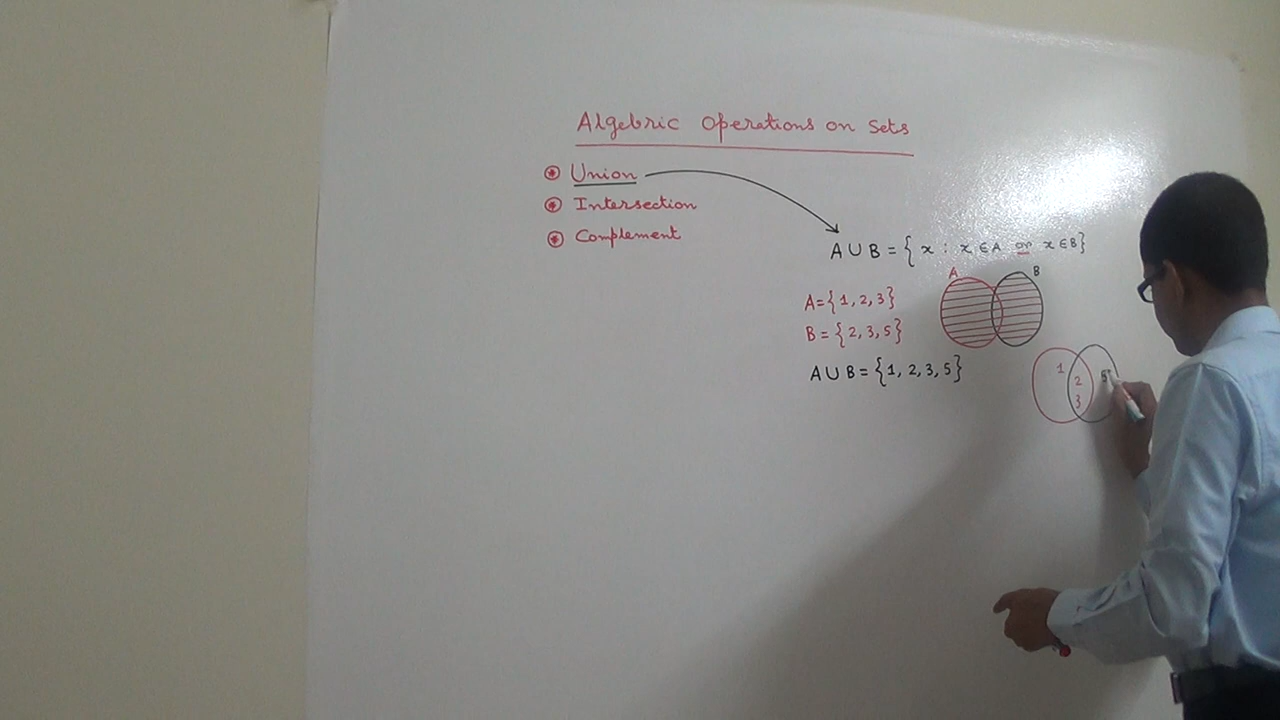 Algebric Operations on Sets
Union
Intersection
Complement
A ∪ B = { x : x ∈ A or x ∈ B }
A B
A = { 1, 2, 3 }
B = { 2, 3, 5 }
A ∪ B = { 1, 2, 3, 5 }
1
2
3
5